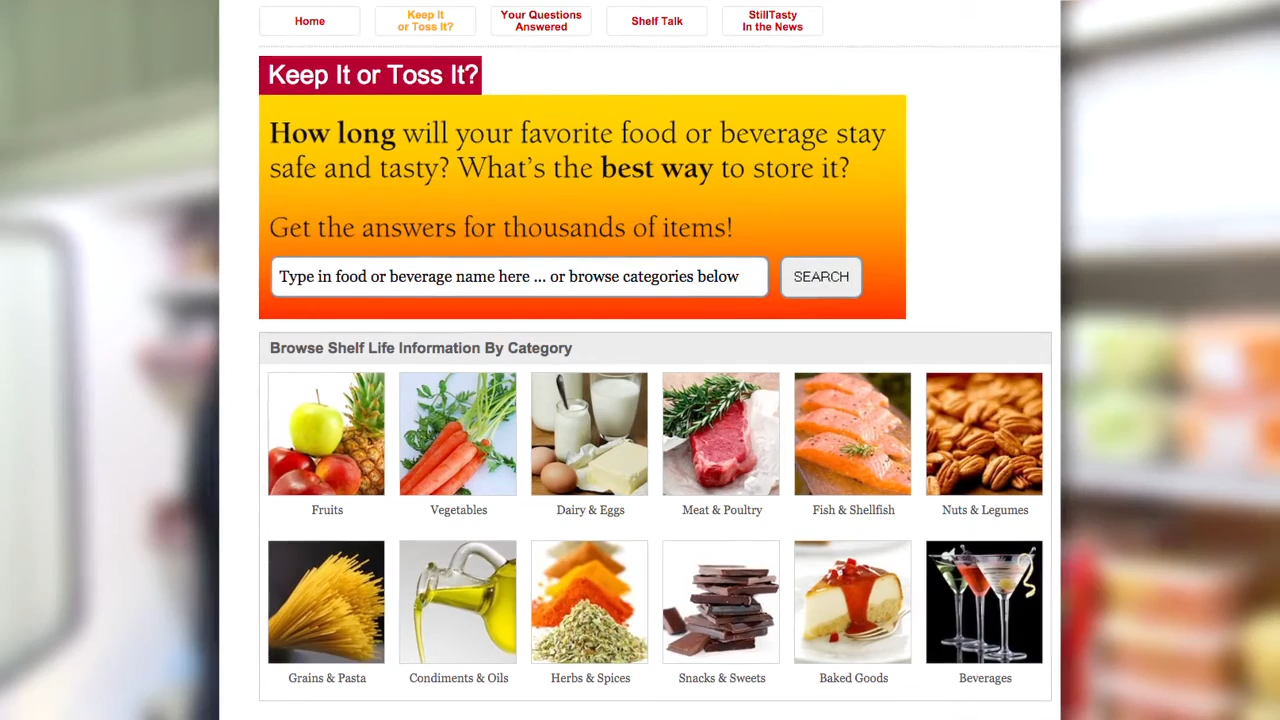 Home
Keep It
or Toss It?
Your Questions
Answered
Shelf Talk
StillTasty
In the News
Keep It or Toss It?
How long will your favorite food or beverage stay
safe and tasty? What's the best way to store it?
Get the answers for thousands of items!
Type in food or beverage name here ... or browse categories below
SEARCH
Browse Shelf Life Information By Category
Fruits
Vegetables
Dairy & Eggs
Meat & Poultry
Fish & Shellfish
Nuts & Legumes
Grains & Pasta
Condiments & Oils
Herbs & Spices
Snacks & Sweets
Baked Goods
Beverages